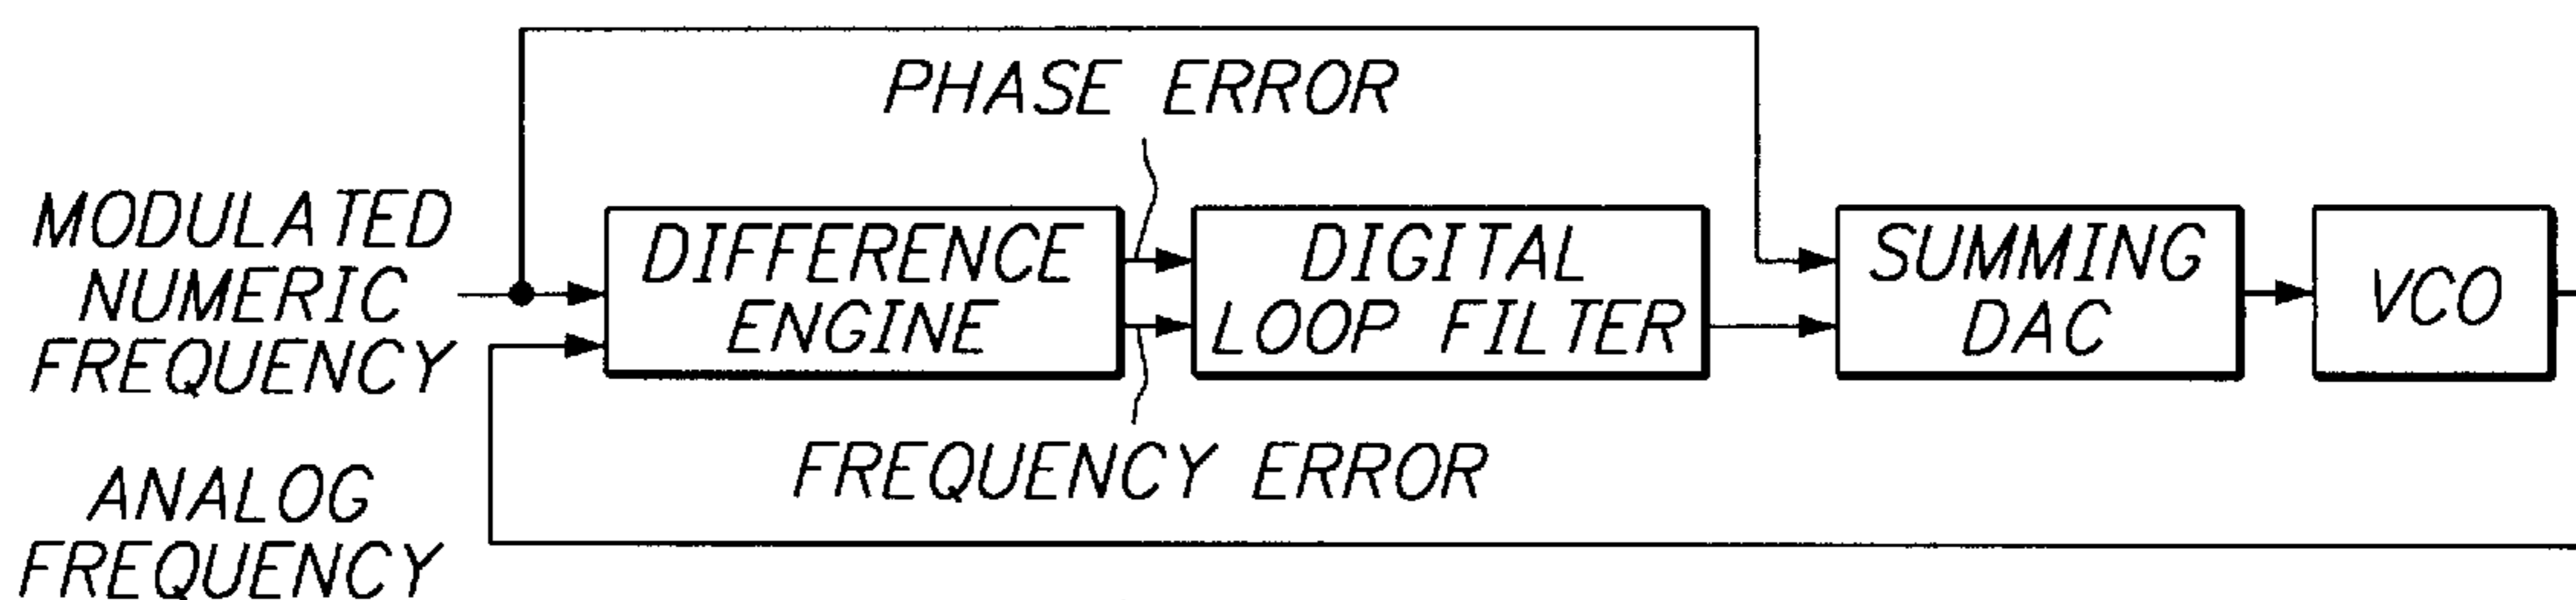 PHASE ERROR
MODULATED
NUMERIC
FREQUENCY
DIFFERENCE
ENGINE
DIGITAL
LOOP FILTER
SUMMING
DAC
VCO
FREQUENCY ERROR
ANALOG
FREQUENCY